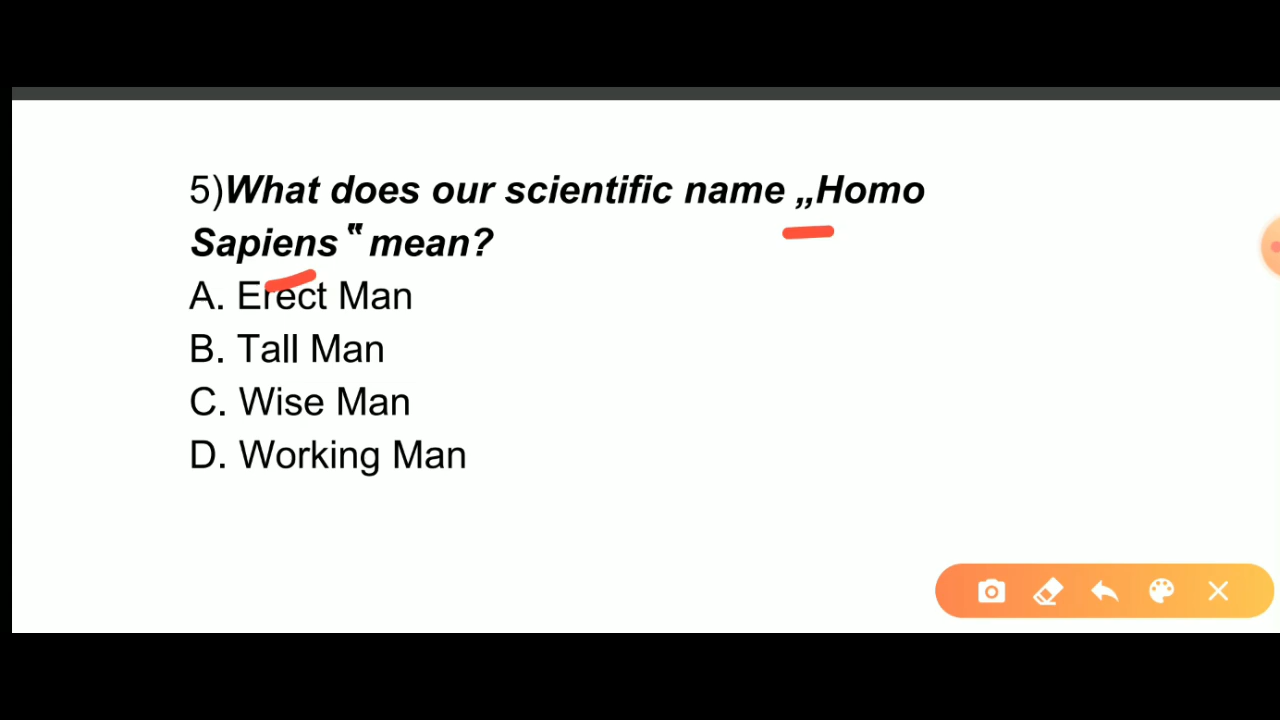 5)What does our scientific name „Homo
Sapiens‟ mean?
A. Erect Man
B. Tall Man
C. Wise Man
D. Working Man